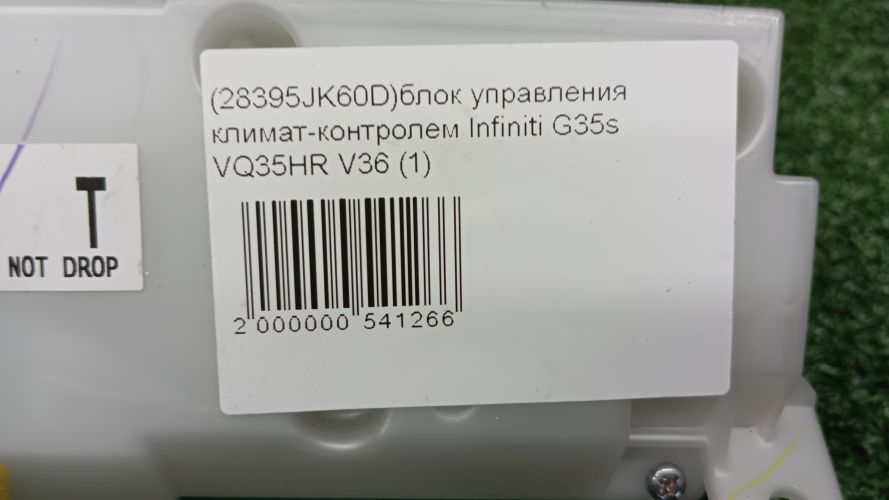 (28395JK60D)блок управления
климат-контролем Infiniti G35s
VQ35HR V36 (1)
2 000000 541266
T
NOT DROP